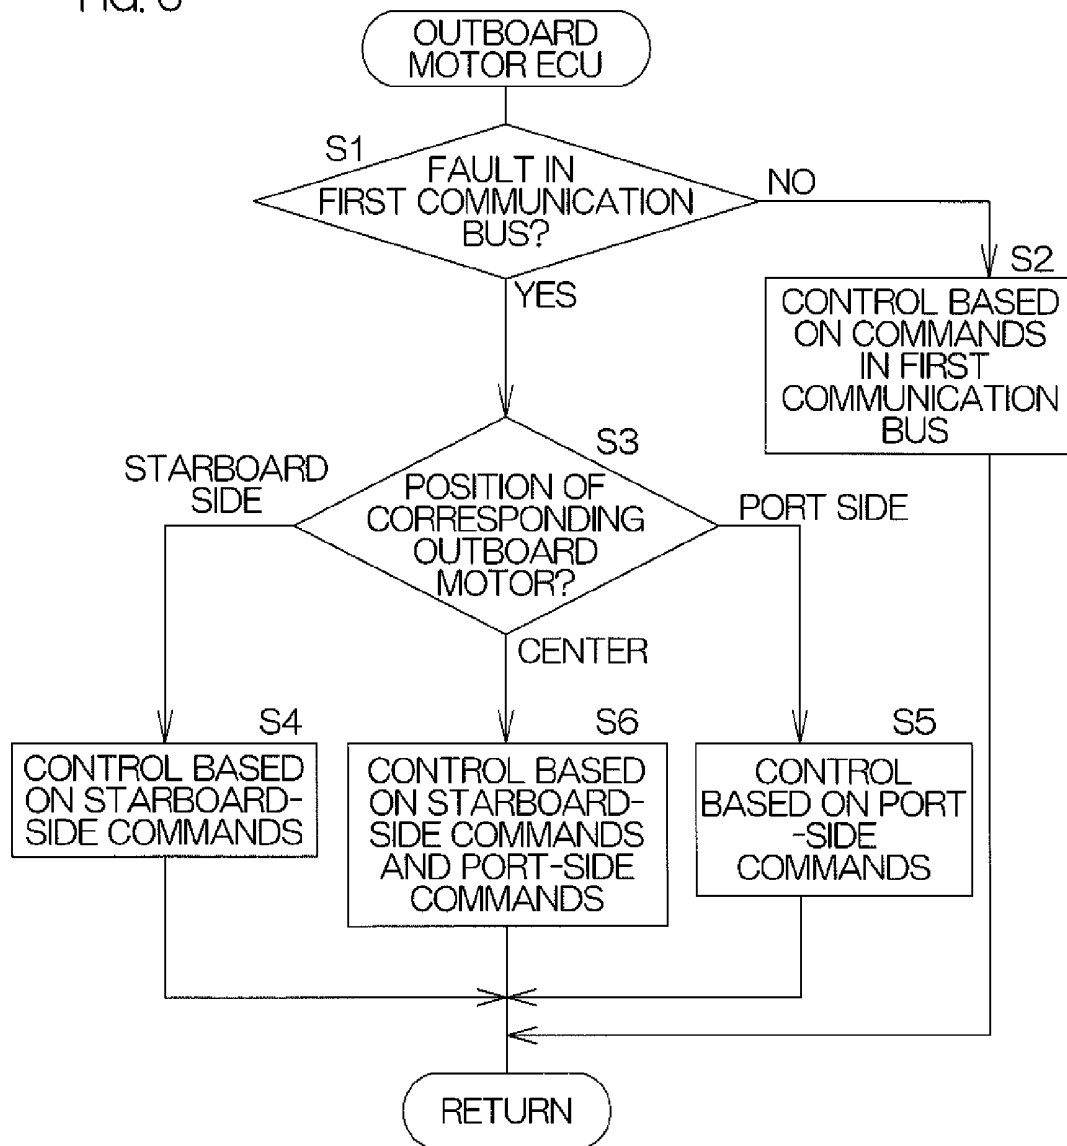 OUTBOARD
MOTOR ECU
S1
FAULT IN
FIRST COMMUNICATION
BUS?
NO
YES
S2
CONTROL BASED
ON COMMANDS
IN FIRST
COMMUNICATION
BUS
S3
STARBOARD
SIDE
POSITION OF
CORRESPONDING
OUTBOARD
MOTOR?
PORT SIDE
CENTER
S4
CONTROL BASED
ON STARBOARD-
SIDE COMMANDS
S6
CONTROL BASED
ON STARBOARD-
SIDE COMMANDS
AND PORT-SIDE
COMMANDS
S5
CONTROL
BASED ON PORT
-SIDE
COMMANDS
RETURN